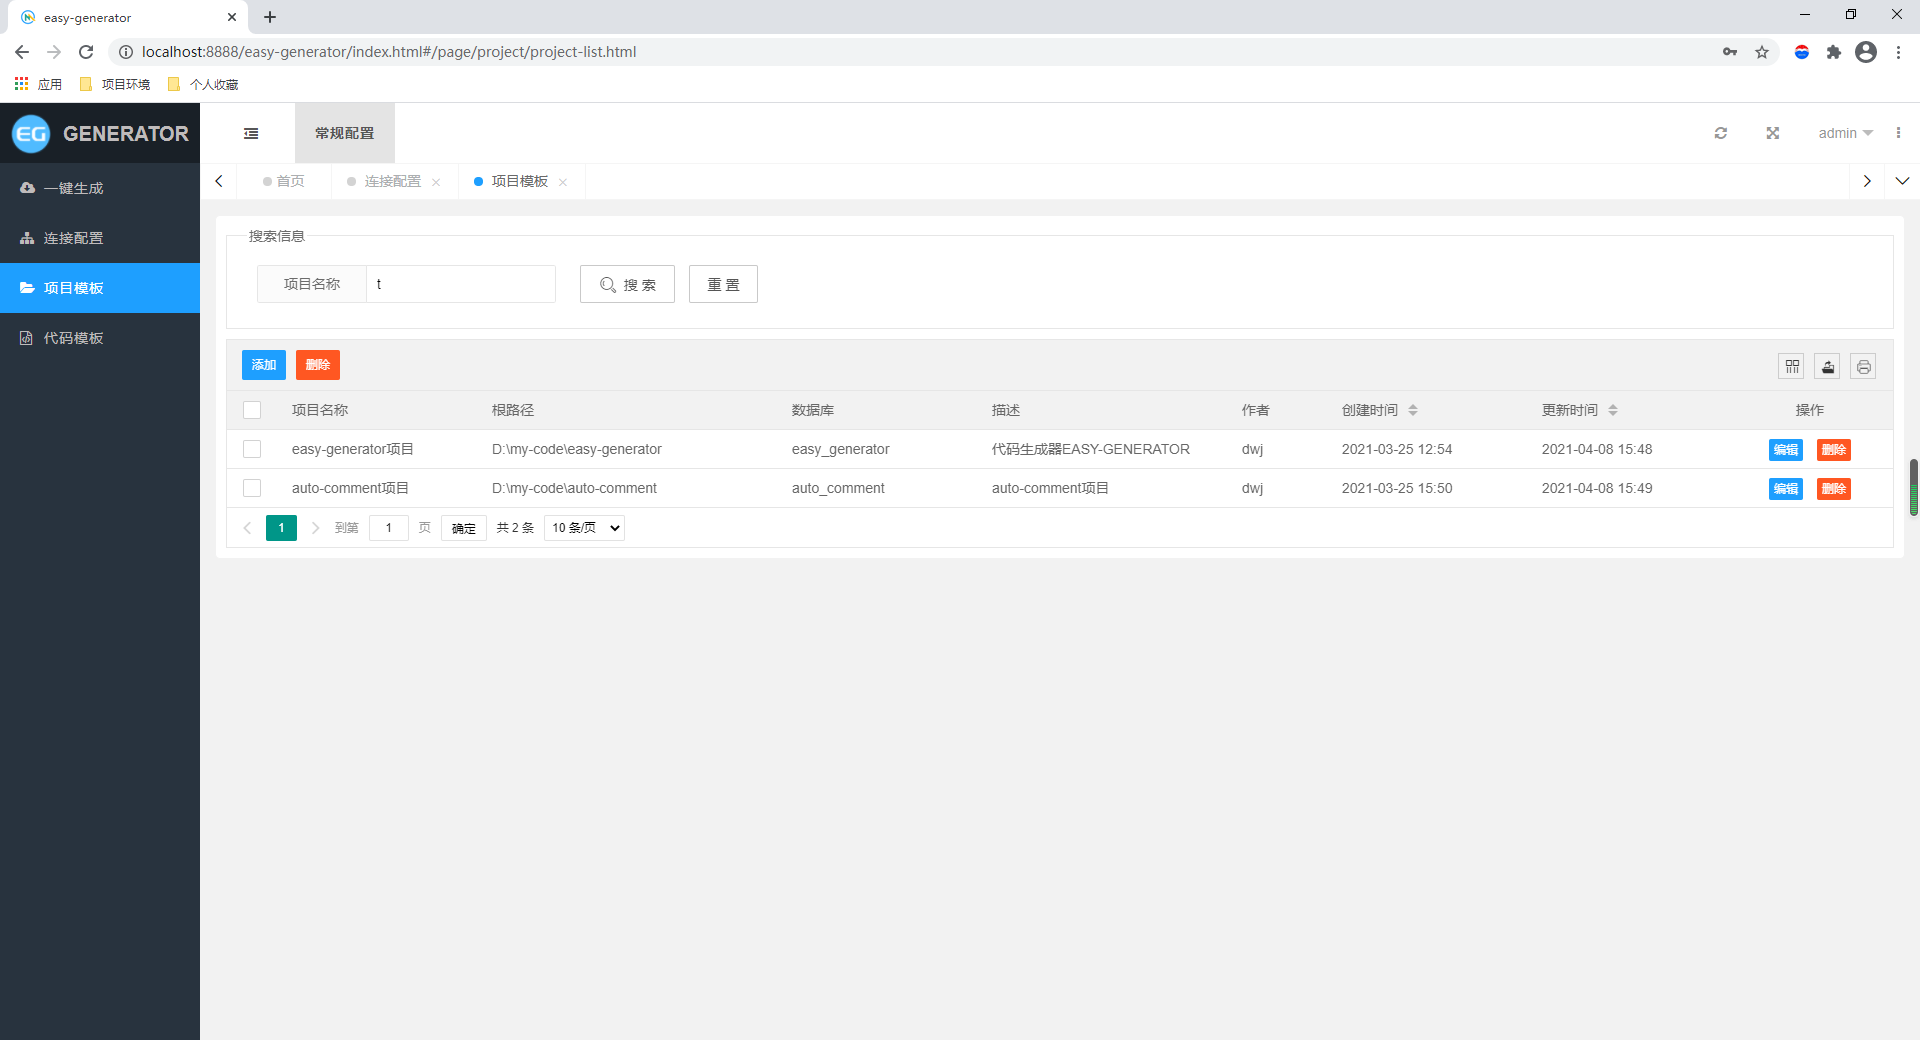 easy-generator
localhost:8888/easy-generator/index.html#/page/project/project-list.html
应用 项目环境 个人收藏
EG GENERATOR
常规配置
admin
一键生成
连接配置
项目模板
代码模板
首页 连接配置 项目模板
搜索信息
项目名称 t 搜 索 重 置
添加 删除
项目名称 根路径 数据库 描述 作者 创建时间 更新时间 操作
easy-generator项目 D:\my-code\easy-generator easy_generator 代码生成器EASY-GENERATOR dwj 2021-03-25 12:54 2021-04-08 15:48 编辑 删除
auto-comment项目 D:\my-code\auto-comment auto_comment auto-comment项目 dwj 2021-03-25 15:50 2021-04-08 15:49 编辑 删除
1 到第 1 页 确定 共 2 条 10 条/页